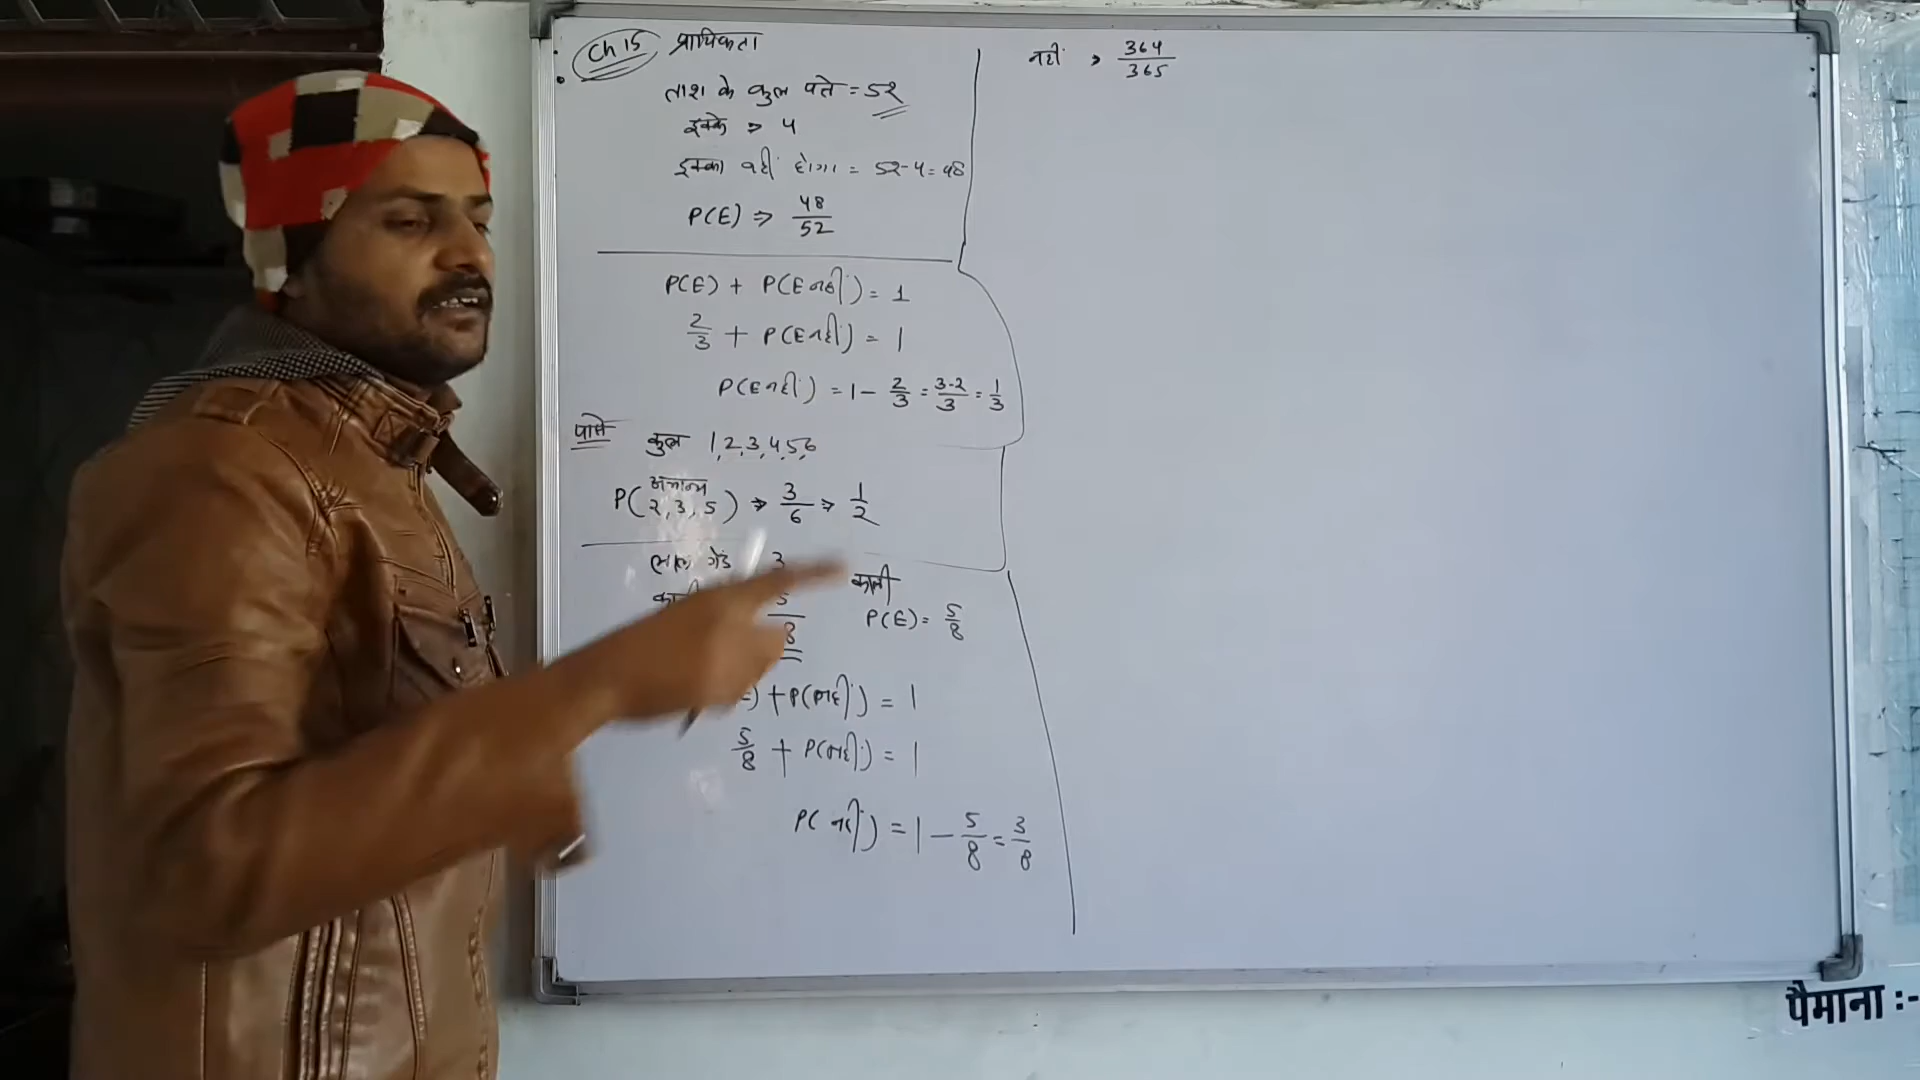 Ch 15 प्रायिकता
ताश के कुल पत्ते = 52
इक्के ⇒ 4
इक्का नहीं होगा = 52-4=48
P(E) ⇒ 48/52
P(E) + P(E नहीं) = 1
2/3 + P(E नहीं) = 1
P(E नहीं) = 1 - 2/3 = 3-2/3 = 1/3
पासे कुल 1,2,3,4,5,6
अभाज्य
P(2,3,5) ⇒ 3/6 ⇒ 1/2
लाल गेंद 3
5
8
काली
P(E) = 5/8
+ P(नहीं) = 1
5/8 + P(नहीं) = 1
P(नहीं) = 1 - 5/8 = 3/8
नहीं ⇒ 364/365
पैमाना :-